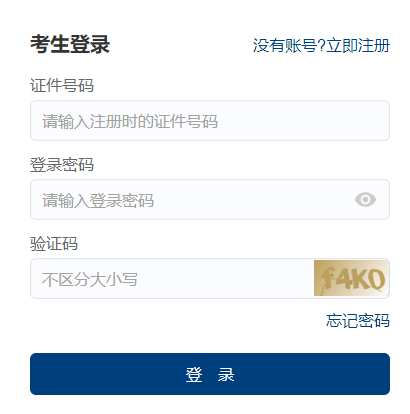 考生登录
没有账号?立即注册
证件号码
请输入注册时的证件号码
登录密码
请输入登录密码
验证码
不区分大小写
f4KO
忘记密码
登 录